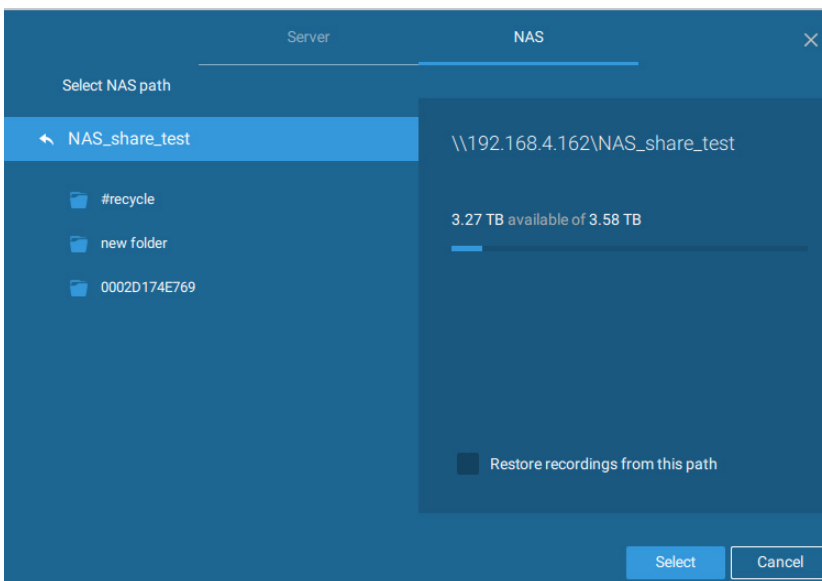 Server
NAS
Select NAS path
NAS_share_test
#recycle
new folder
0002D174E769
\\192.168.4.162\NAS_share_test
3.27 TB available of 3.58 TB
Restore recordings from this path
Select
Cancel